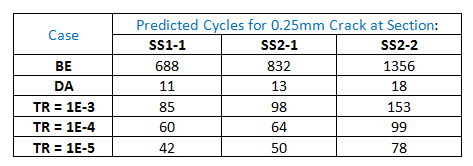 Case Predicted Cycles for 0.25mm Crack at Section:
SS1-1 SS2-1 SS2-2
BE 688 832 1356
DA 11 13 18
TR = 1E-3 85 98 153
TR = 1E-4 60 64 99
TR = 1E-5 42 50 78